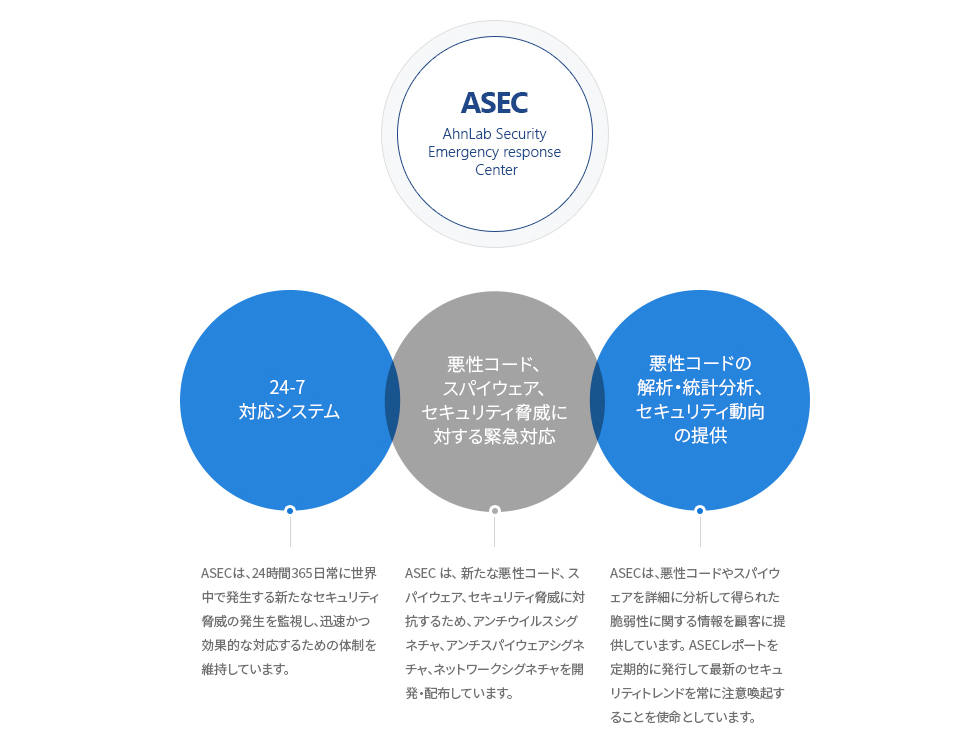 ASEC
AhnLab Security
Emergency response
Center
24-7
対応システム
悪性コード、
スパイウェア、
セキュリティ脅威に
対する緊急対応
悪性コードの
解析・統計分析、
セキュリティ動向
の提供
ASECは、24時間365日常に世界
中で発生する新たなセキュリティ
脅威の発生を監視し、迅速かつ
効果的な対応するための体制を
維持しています。
ASEC は、新たな悪性コード、ス
パイウェア、セキュリティ脅威に対
抗するため、アンチウイルスシグ
ネチャ、アンチスパイウェアシグネ
チャ、ネットワークシグネチャを開
発・配布しています。
ASECは、悪性コードやスパイウ
ェアを詳細に分析して得られた
脆弱性に関する情報を顧客に提
供しています。ASECレポートを
定期的に発行して最新のセキュ
リティトレンドを常に注意喚起す
ることを使命としています。